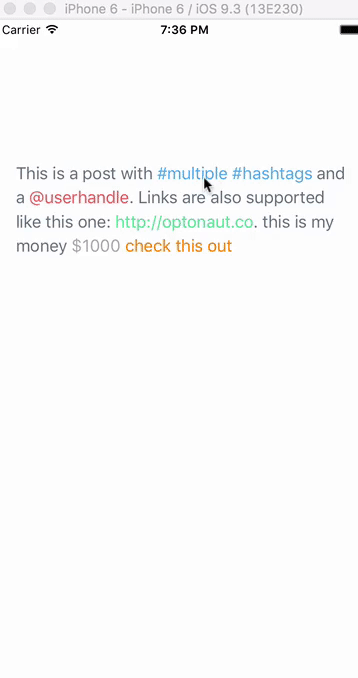 iPhone 6 - iPhone 6 / iOS 9.3 (13E230)
Carrier 7:36 PM
This is a post with #multiple #hashtags and
a @userhandle. Links are also supported
like this one: http://optonaut.co. this is my
money $1000 check this out